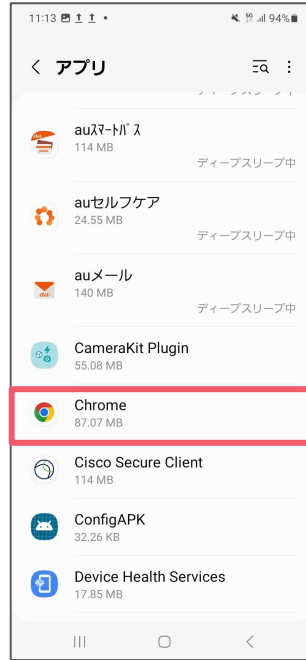 11:13 5G 94%
アプリ
auスマートパス
114 MB
ディープスリープ中
auセルフケア
24.55 MB
ディープスリープ中
auメール
140 MB
ディープスリープ中
CameraKit Plugin
55.08 MB
Chrome
87.07 MB
Cisco Secure Client
114 MB
ConfigAPK
32.26 KB
Device Health Services
17.85 MB